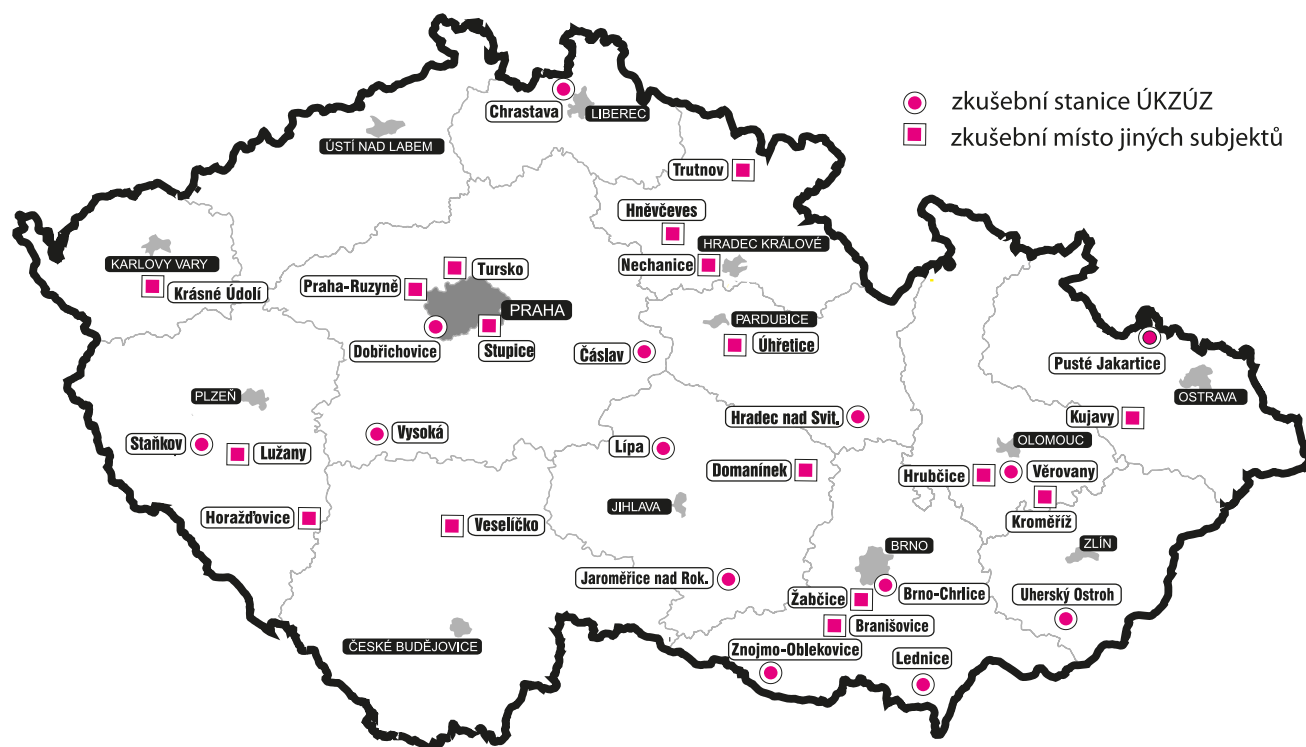 zkušební stanice ÚKZÚZ
zkušební místo jiných subjektů
Chrastava
LIBEREC
ÚSTÍ NAD LABEM
Trutnov
Hněvčeves
HRADEC KRÁLOVÉ
Nechanice
KARLOVY VARY
Krásné Údolí
Tursko
Praha-Ruzyně
PRAHA
Dobřichovice
Stupice
Čáslav
PARDUBICE
Úhřetice
Pusté Jakartice
OSTRAVA
PLZEŇ
Hradec nad Svit.
Kujavy
Staňkov
Lužany
Vysoká
Lípa
OLOMOUC
Domanínek
Hrubčice
Věrovany
Kroměříž
Horažďovice
Veselíčko
JIHLAVA
BRNO
ZLÍN
Jaroměřice nad Rok.
Žabčice
Brno-Chrlice
Uherský Ostroh
Branišovice
ČESKÉ BUDĚJOVICE
Znojmo-Oblekovice
Lednice